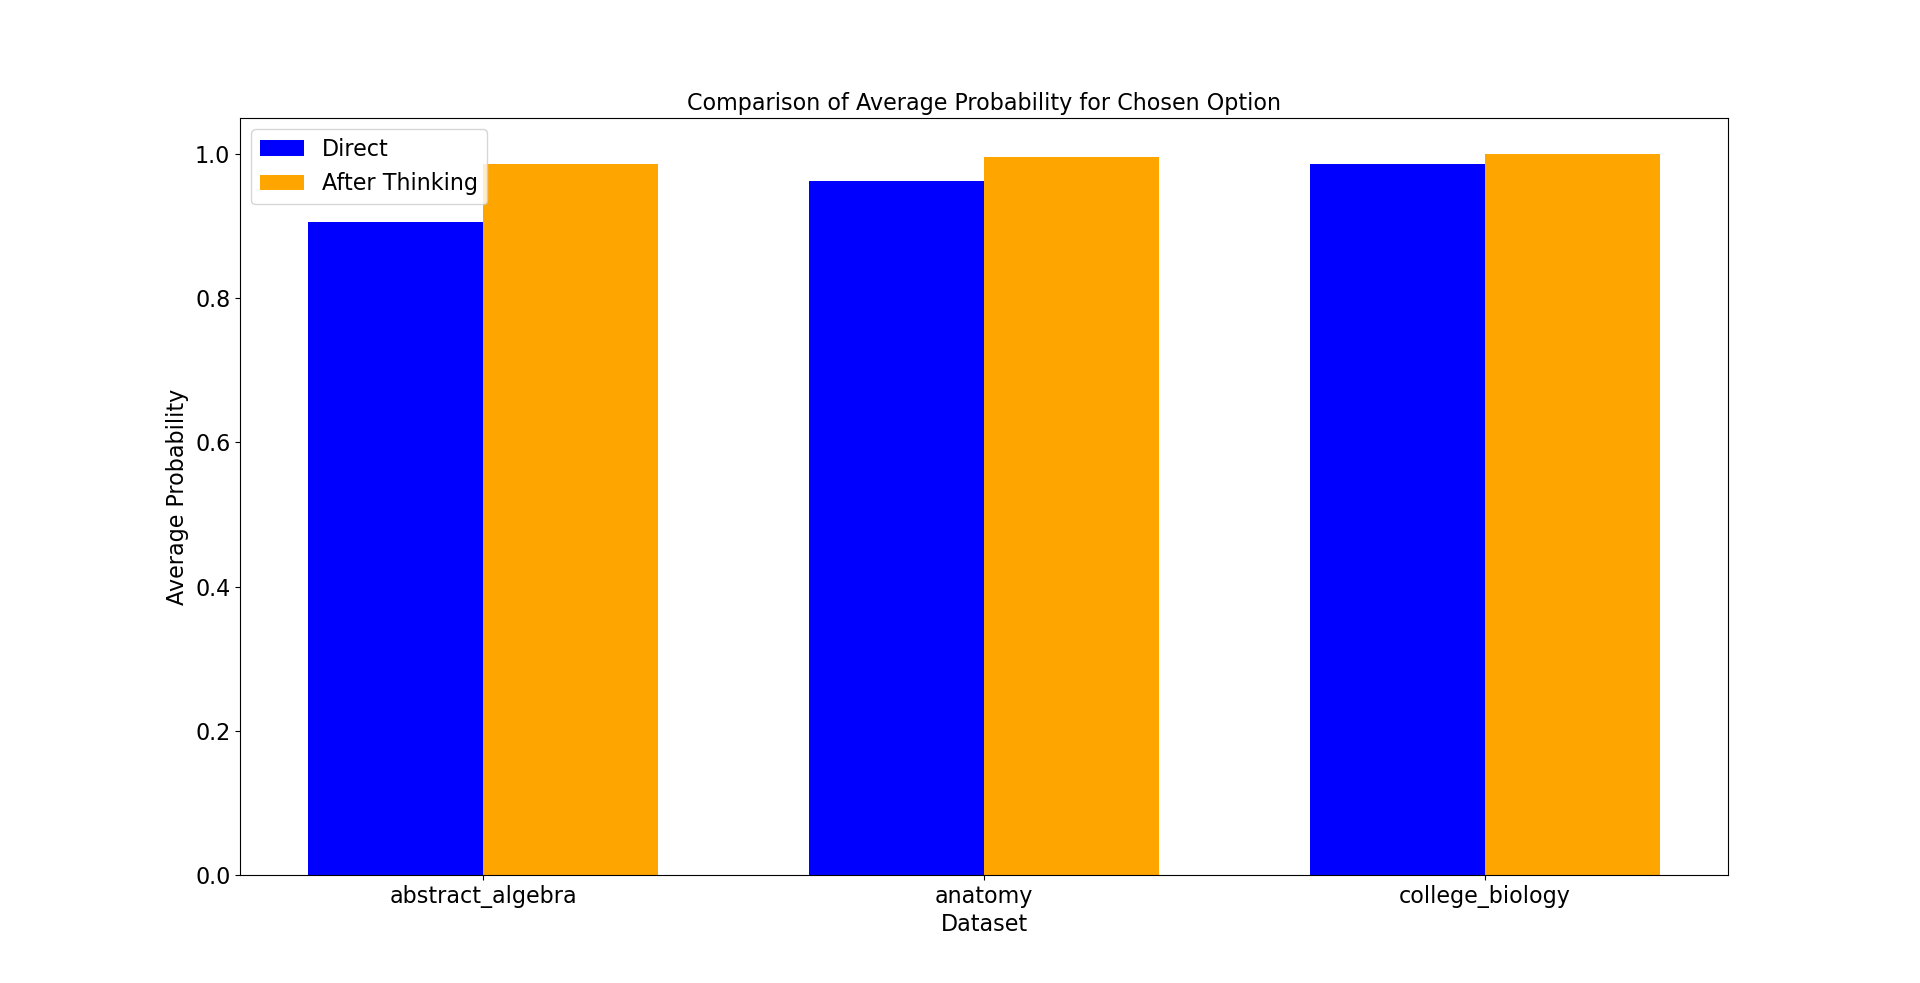 Comparison of Average Probability for Chosen Option
Direct
After Thinking
1.0
0.8
0.6
0.4
0.2
0.0
Average Probability
abstract_algebra
anatomy
college_biology
Dataset